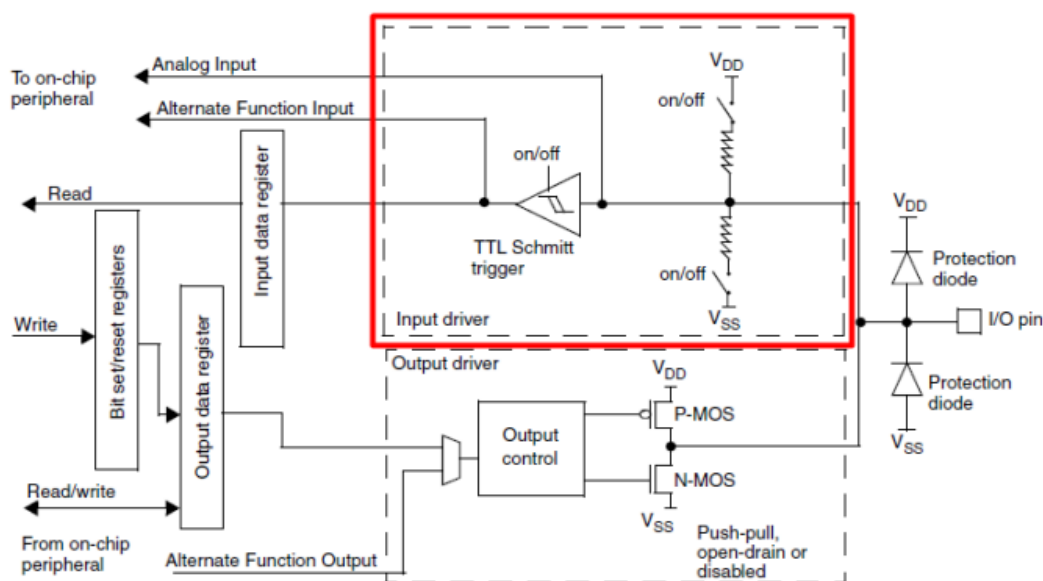 To on-chip
peripheral
Analog Input
Alternate Function Input
Read
Input data register
Bit set/reset registers
Write
Output data register
Read/write
From on-chip
peripheral
Alternate Function Output
on/off
TTL Schmitt
trigger
VDD
on/off
on/off
VSS
Input driver
Output driver
VDD
P-MOS
Output
control
N-MOS
VSS
Push-pull,
open-drain or
disabled
VDD
Protection
diode
I/O pin
Protection
diode
VSS